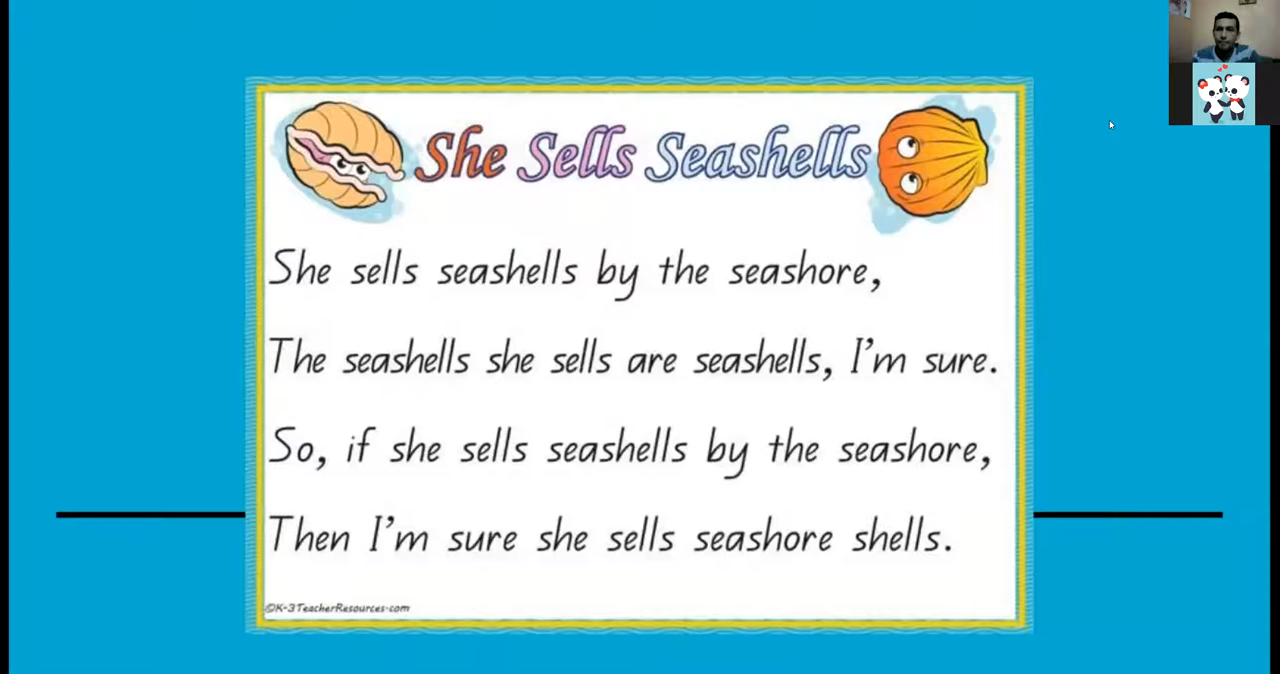 She Sells Seashells
She sells seashells by the seashore,
The seashells she sells are seashells, I'm sure.
So, if she sells seashells by the seashore,
Then I'm sure she sells seashore shells.
©K-3TeacherResources.com